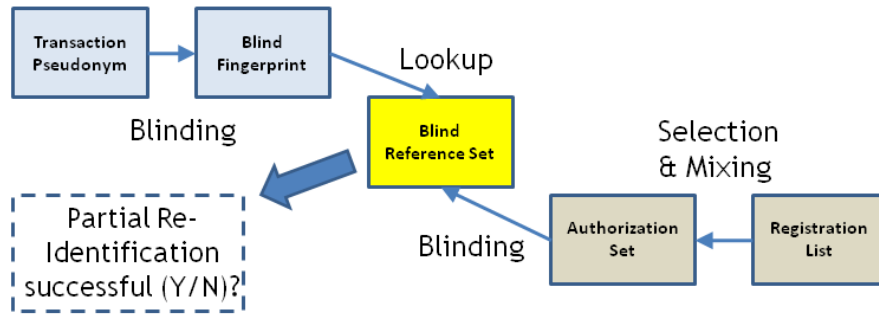 Transaction
Pseudonym
Blind
Fingerprint
Lookup
Blinding
Blind
Reference Set
Selection
& Mixing
Partial Re-
Identification
successful (Y/N)?
Blinding
Authorization
Set
Registration
List